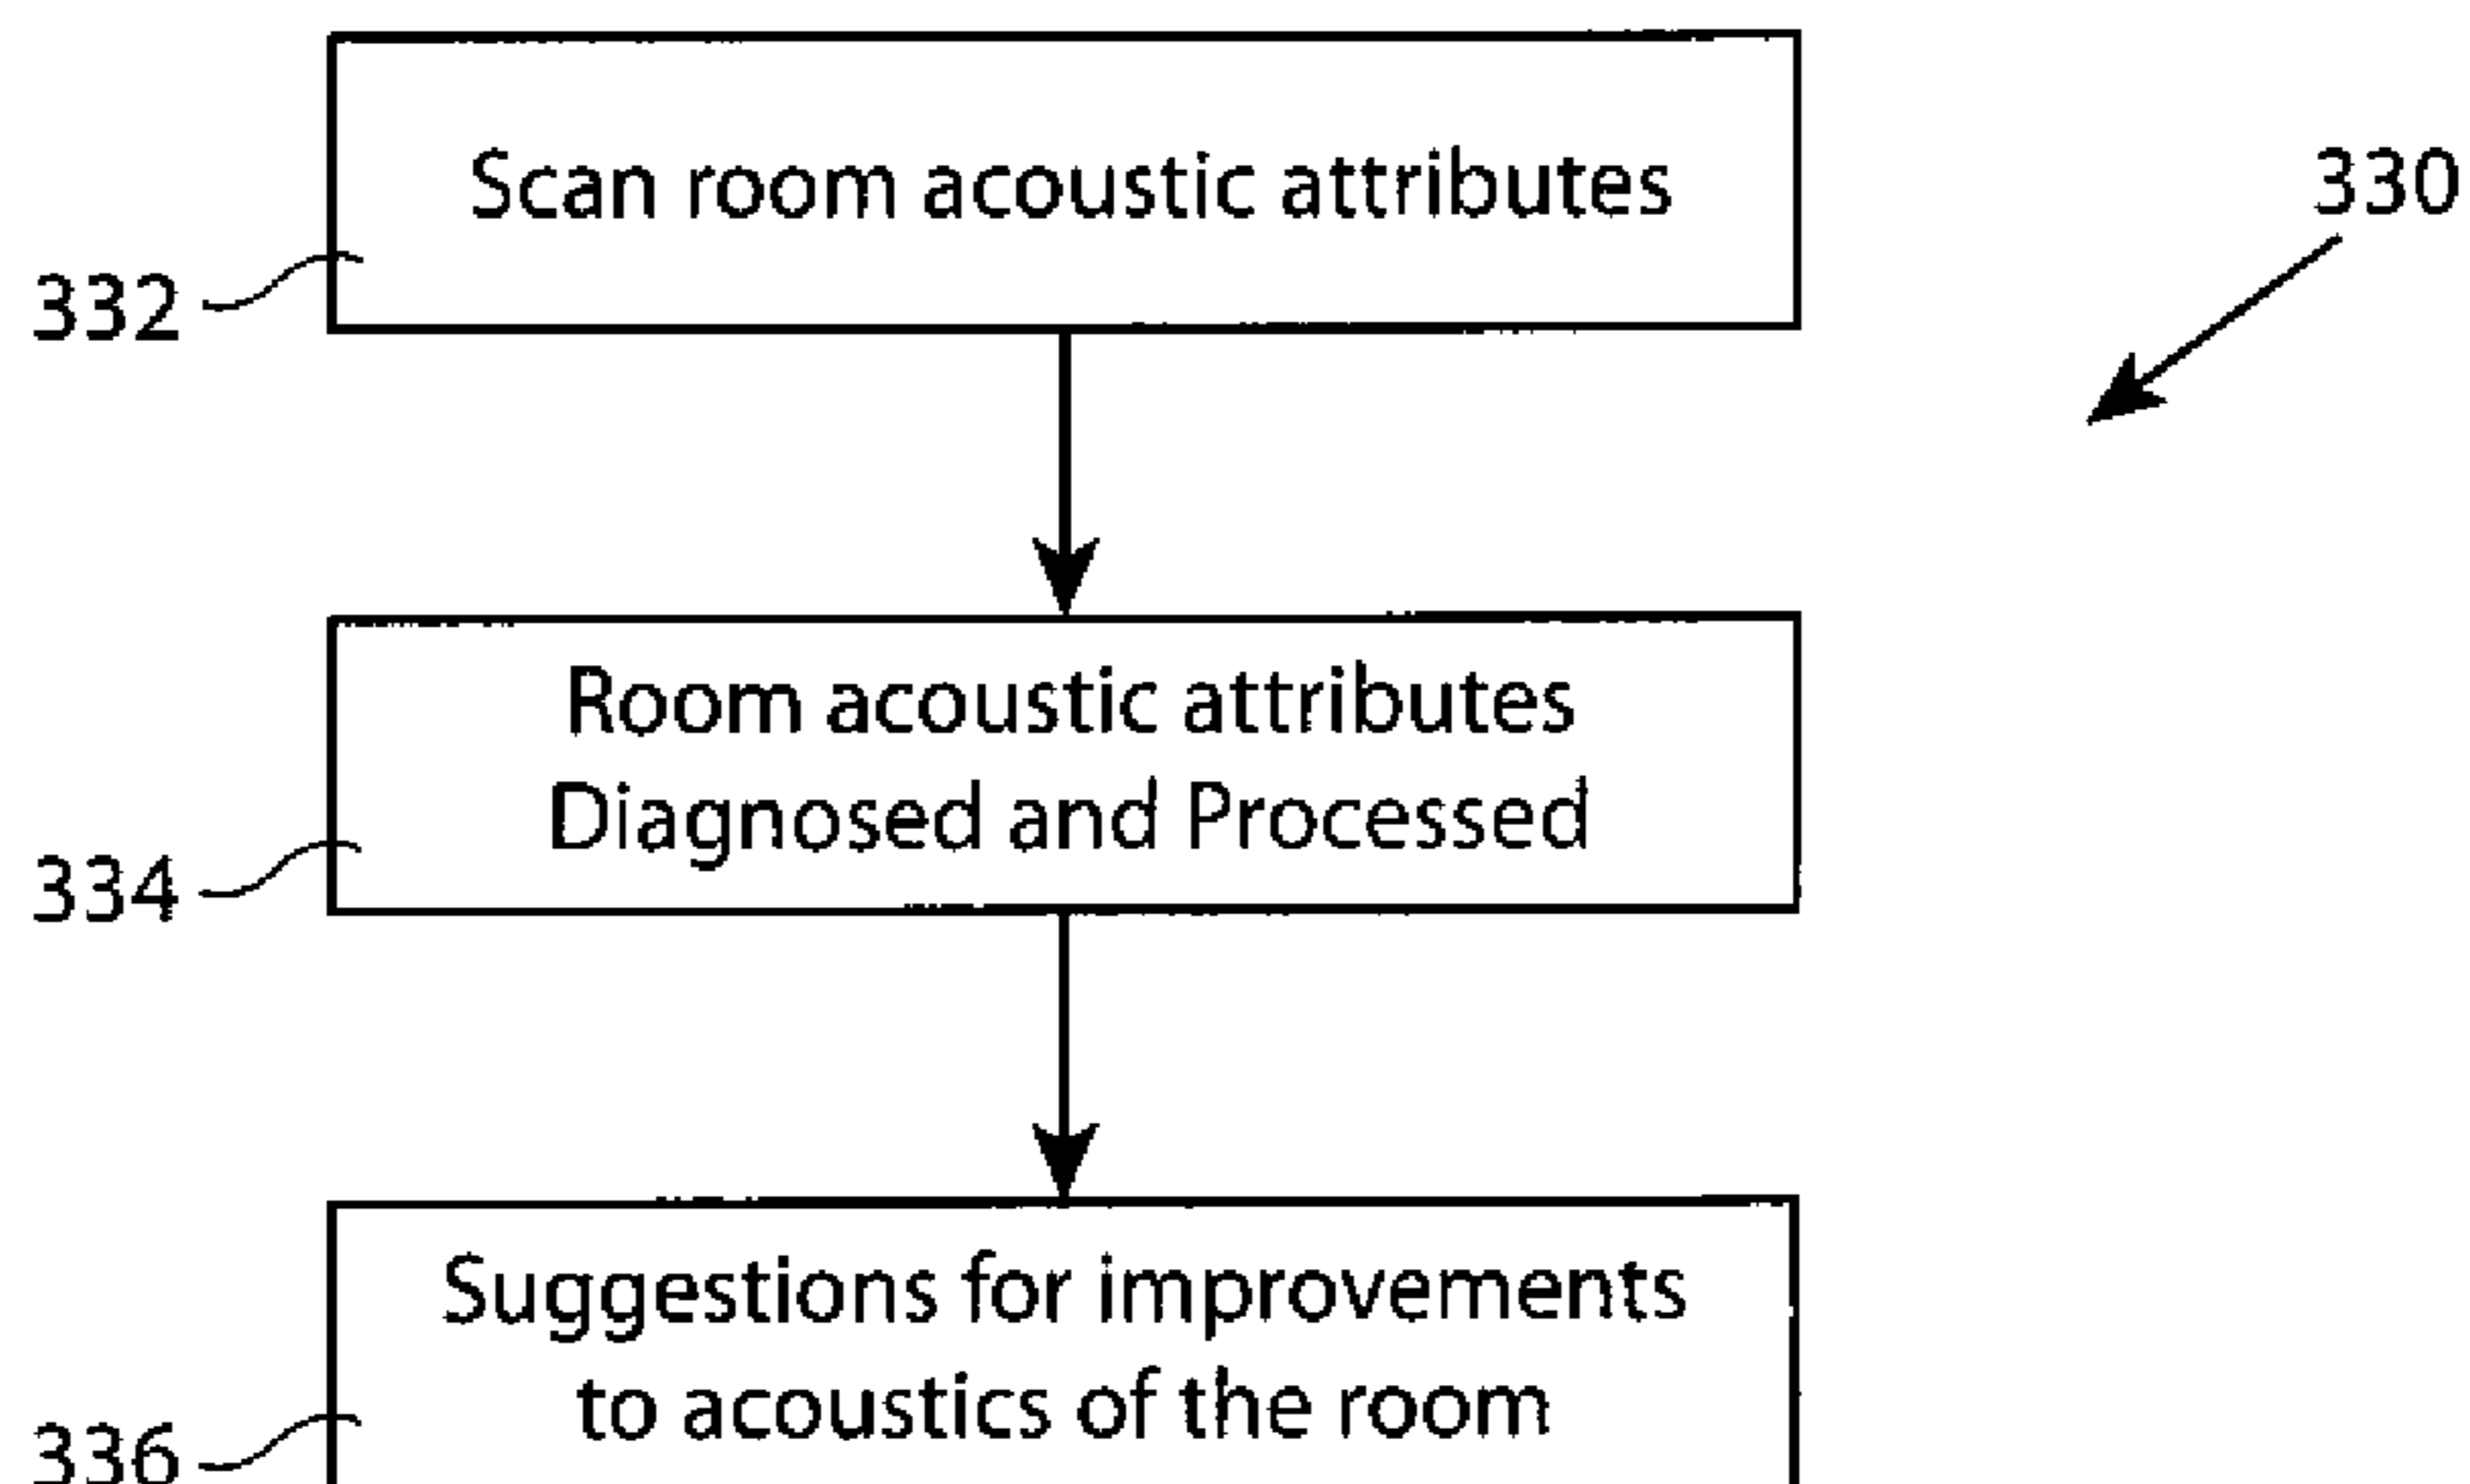 Scan room acoustic attributes
330
332
Room acoustic attributes
Diagnosed and Processed
334
Suggestions for improvements
to acoustics of the room
336